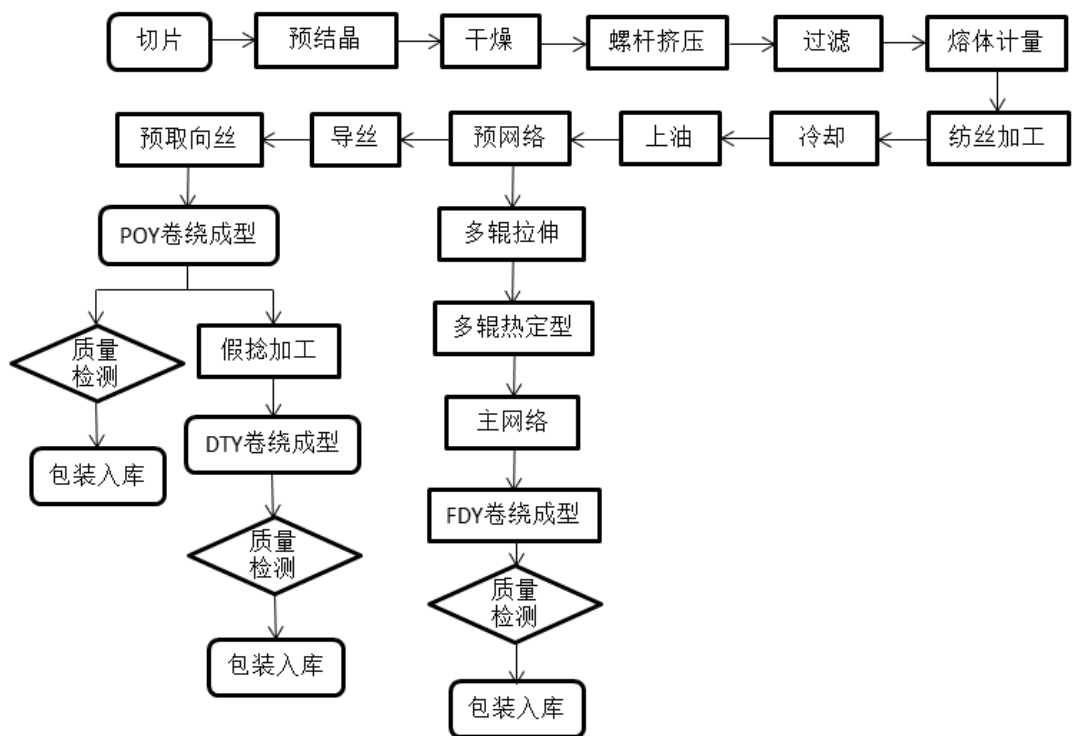 切片
预结晶
干燥
螺杆挤压
过滤
熔体计量
预取向丝
导丝
预网络
上油
冷却
纺丝加工
POY卷绕成型
多辊拉伸
质量
检测
假捻加工
多辊热定型
包装入库
DTY卷绕成型
主网络
质量
检测
FDY卷绕成型
包装入库
质量
检测
包装入库